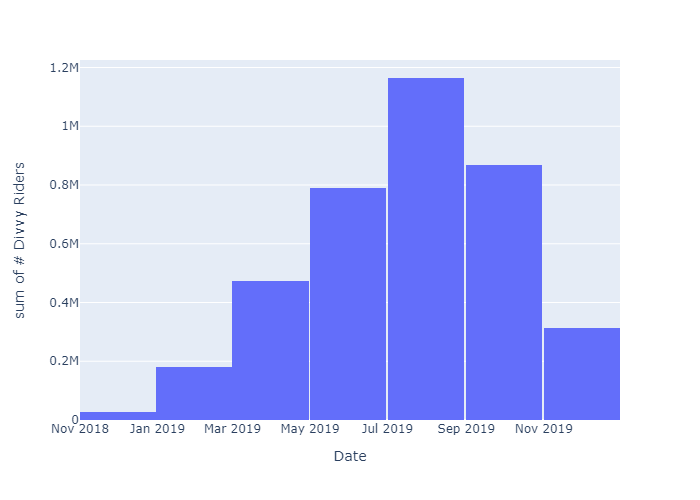 1.2M
1M
0.8M
0.6M
0.4M
0.2M
0
sum of # Divvy Riders
Nov 2018 Jan 2019 Mar 2019 May 2019 Jul 2019 Sep 2019 Nov 2019
Date